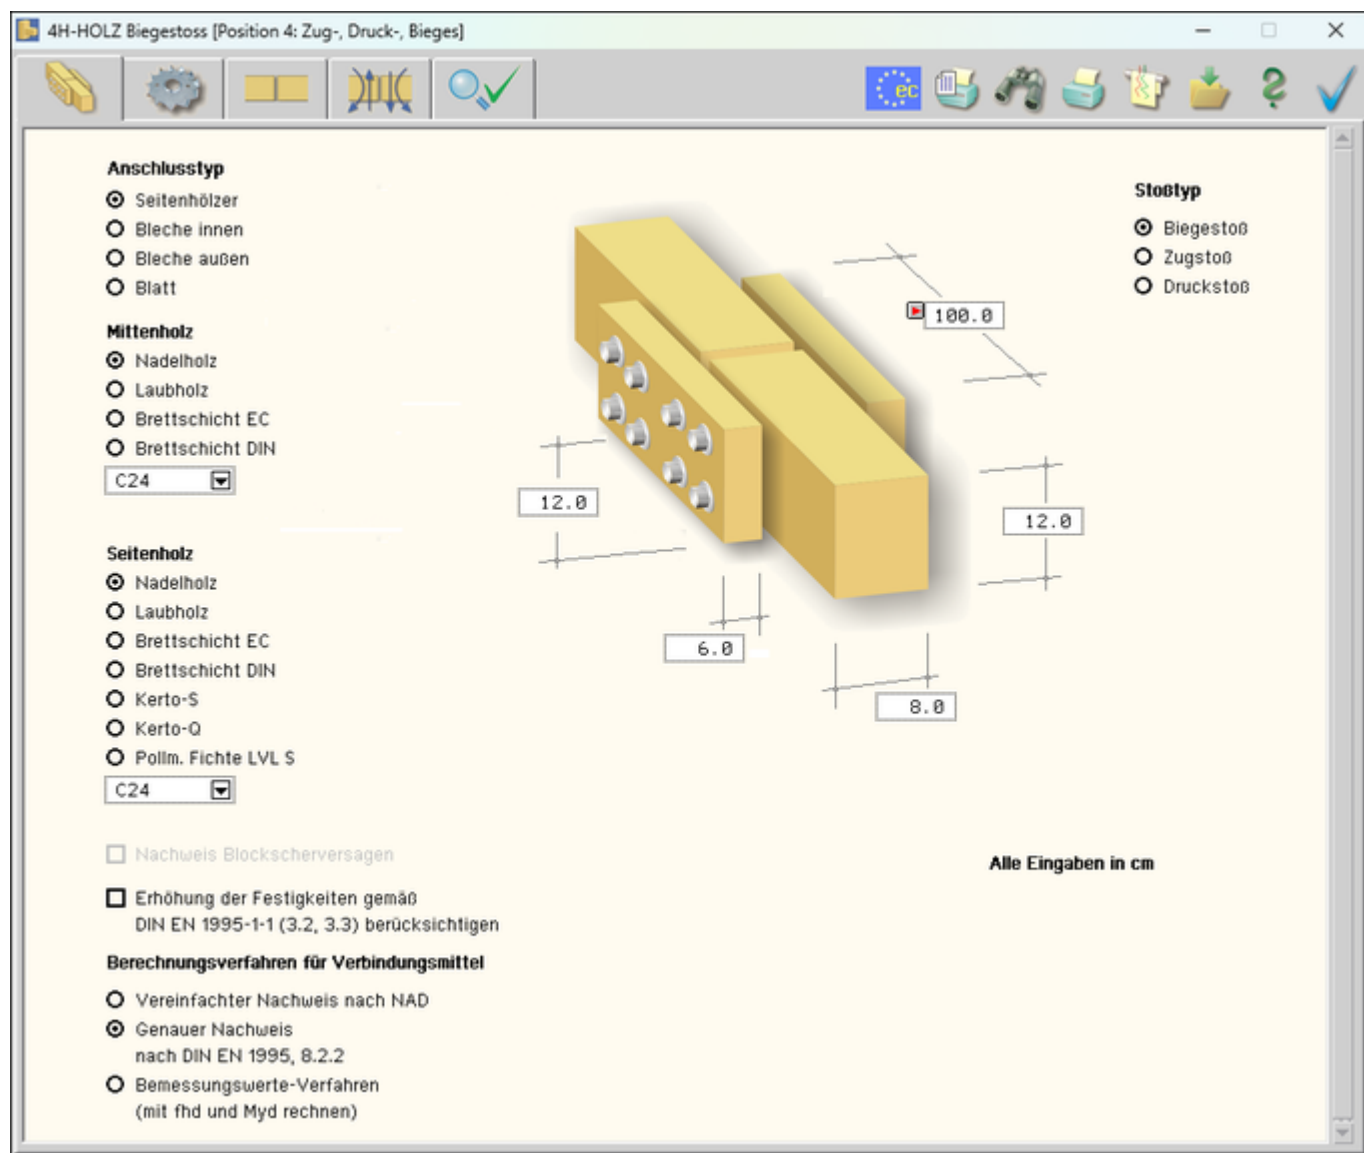 4H-HOLZ Biegestoss [Position 4: Zug-, Druck-, Bieges]
ec
Anschlusstyp
Seitenhölzer
Bleche innen
Bleche außen
Blatt
Mittenholz
Nadelholz
Laubholz
Brettschicht EC
Brettschicht DIN
C24
Seitenholz
Nadelholz
Laubholz
Brettschicht EC
Brettschicht DIN
Kerto-S
Kerto-Q
Pollm. Fichte LVL S
C24
Nachweis Blockscherversagen
Erhöhung der Festigkeiten gemäß
DIN EN 1995-1-1 (3.2, 3.3) berücksichtigen
Berechnungsverfahren für Verbindungsmittel
Vereinfachter Nachweis nach NAD
Genauer Nachweis
nach DIN EN 1995, 8.2.2
Bemessungswerte-Verfahren
(mit fhd und Myd rechnen)
100.0
12.0
12.0
6.0
8.0
Stoßtyp
Biegestoß
Zugstoß
Druckstoß
Alle Eingaben in cm